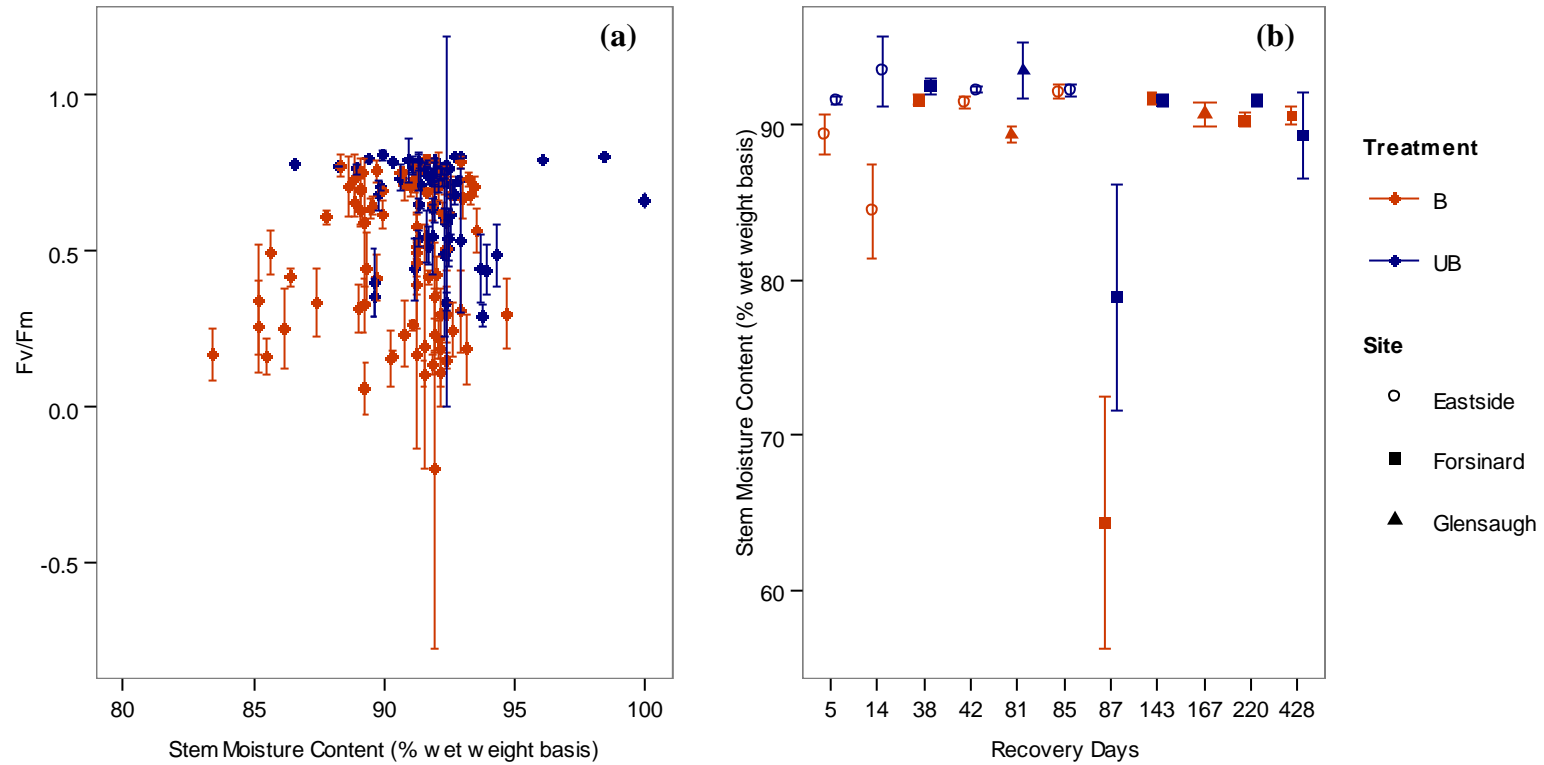 (a)
Fv/Fm
1.0
0.5
0.0
-0.5
80 85 90 95 100
Stem Moisture Content (% wet weight basis)
(b)
Stem Moisture Content (% wet weight basis)
90
80
70
60
5 14 38 42 81 85 87 143 167 220 428
Recovery Days
Treatment
B
UB
Site
Eastside
Forsinard
Glensaugh